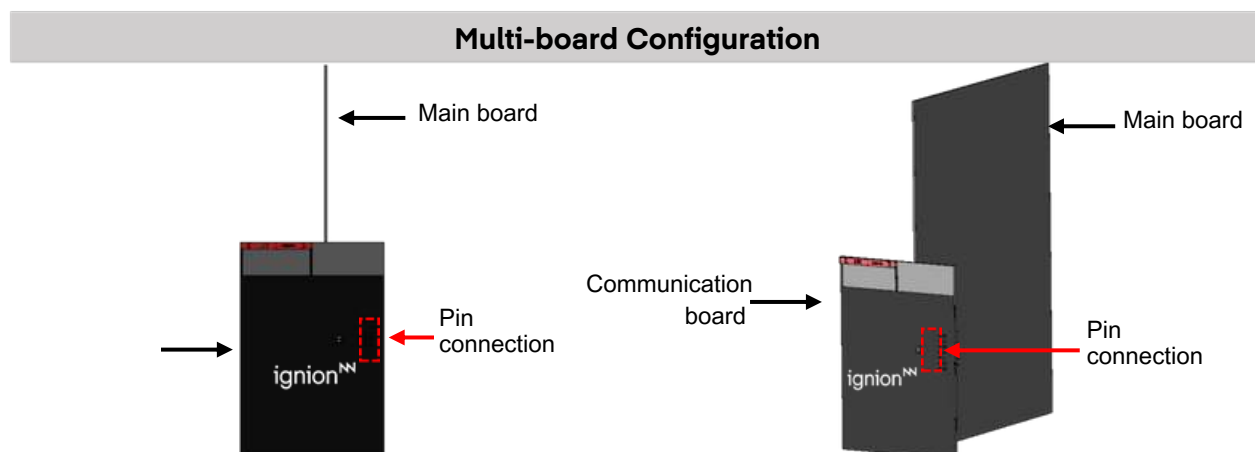 Multi-board Configuration
Main board
Pin
connection
ignion
Main board
Communication
board
Pin
connection
ignion